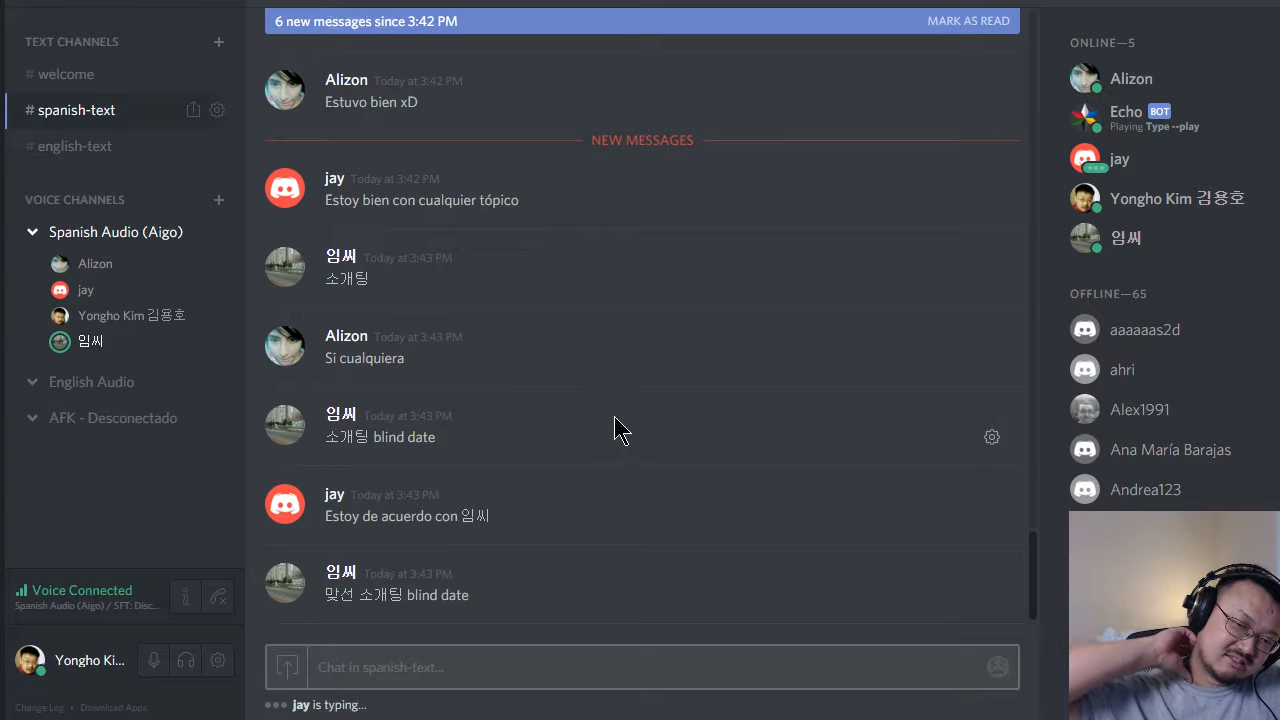 TEXT CHANNELS +
# welcome
# spanish-text
# english-text
VOICE CHANNELS +
Spanish Audio (Aigo)
Alizon
jay
Yongho Kim 김용호
임씨
English Audio
AFK - Desconectado
Voice Connected
Spanish Audio (Aigo) / SFT: Disc...
Yongho Ki...
Change Log • Download Apps
6 new messages since 3:42 PM MARK AS READ
Alizon Today at 3:42 PM
Estuvo bien xD
NEW MESSAGES
jay Today at 3:42 PM
Estoy bien con cualquier tópico
임씨 Today at 3:43 PM
소개팅
Alizon Today at 3:43 PM
Si cualquiera
임씨 Today at 3:43 PM
소개팅 blind date
jay Today at 3:43 PM
Estoy de acuerdo con 임씨
임씨 Today at 3:43 PM
맞선 소개팅 blind date
Chat in spanish-text...
jay is typing...
ONLINE—5
Alizon
Echo BOT
Playing Type --play
jay
Yongho Kim 김용호
임씨
OFFLINE—65
aaaaaas2d
ahri
Alex1991
Ana María Barajas
Andrea123